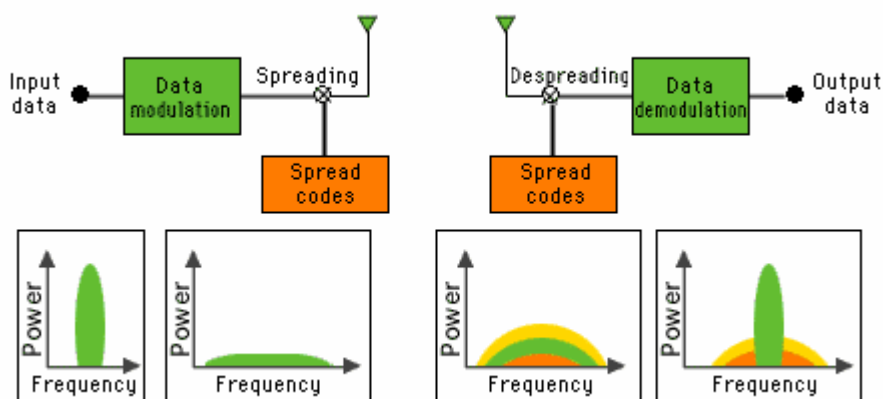 Input
data
Data
modulation
Spreading
Spread
codes
Despreading
Spread
codes
Data
demodulation
Output
data
Power
Frequency
Power
Frequency
Power
Frequency
Power
Frequency